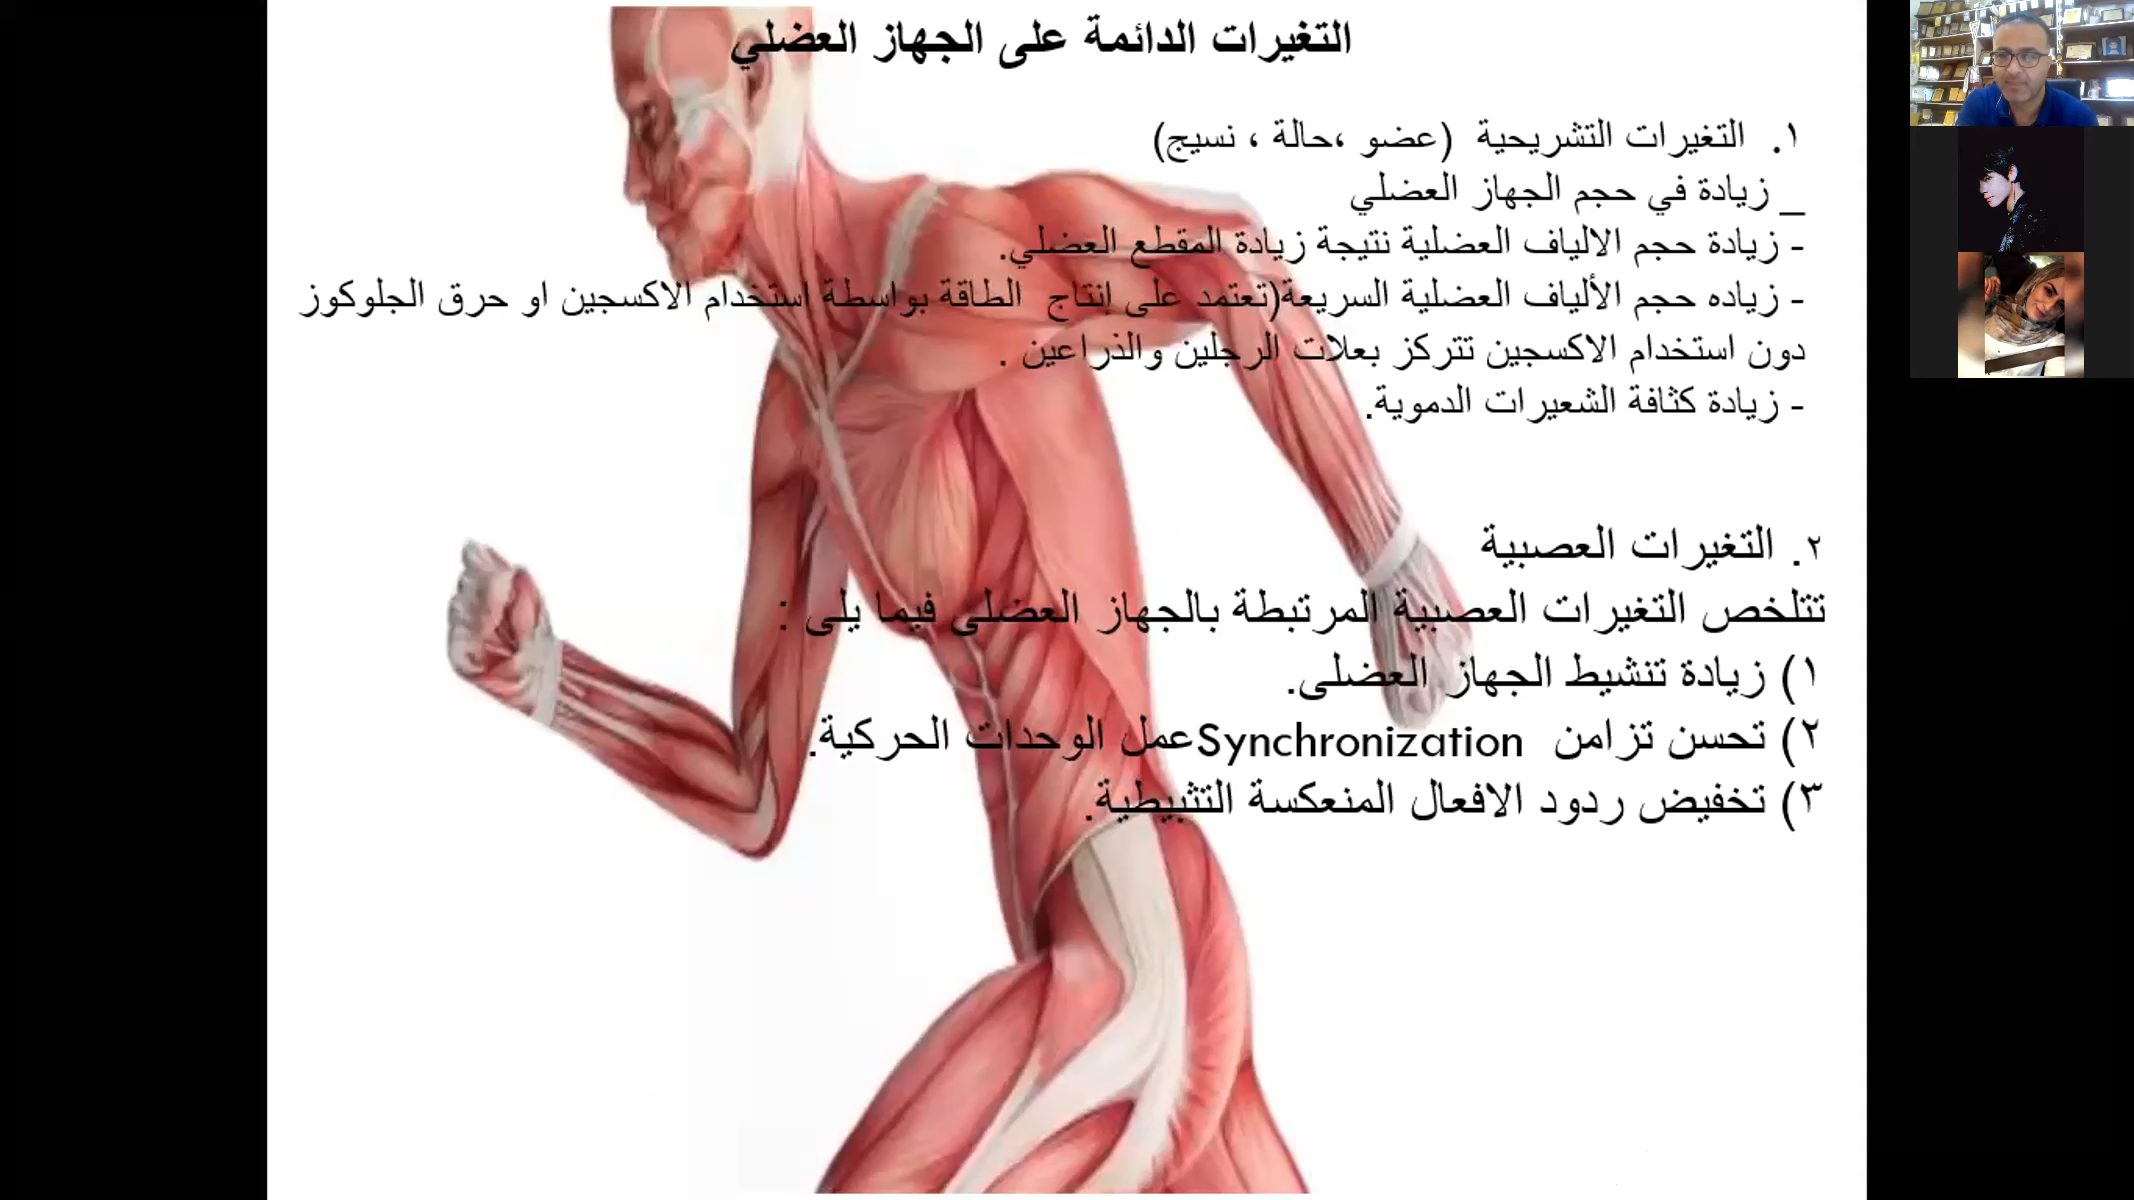 التغيرات الدائمة على الجهاز العضلي
١. التغيرات التشريحية (عضو ،حالة ، نسيج)
_ زيادة في حجم الجهاز العضلي
- زيادة حجم الالياف العضلية نتيجة زيادة المقطع العضلي.
- زياده حجم الألياف العضلية السريعة(تعتمد على إنتاج الطاقة بواسطة استخدام الاكسجين او حرق الجلوكوز
دون استخدام الاكسجين تتركز بعلات الرجلين والذراعين .
- زيادة كثافة الشعيرات الدموية.
٢. التغيرات العصبية
تتلخص التغيرات العصبية المرتبطة بالجهاز العضلى فيما يلى :
١) زيادة تنشيط الجهاز العضلى.
٢) تحسن تزامن Synchronizationعمل الوحدات الحركية.
٣) تخفيض ردود الافعال المنعكسة التثبيطية.